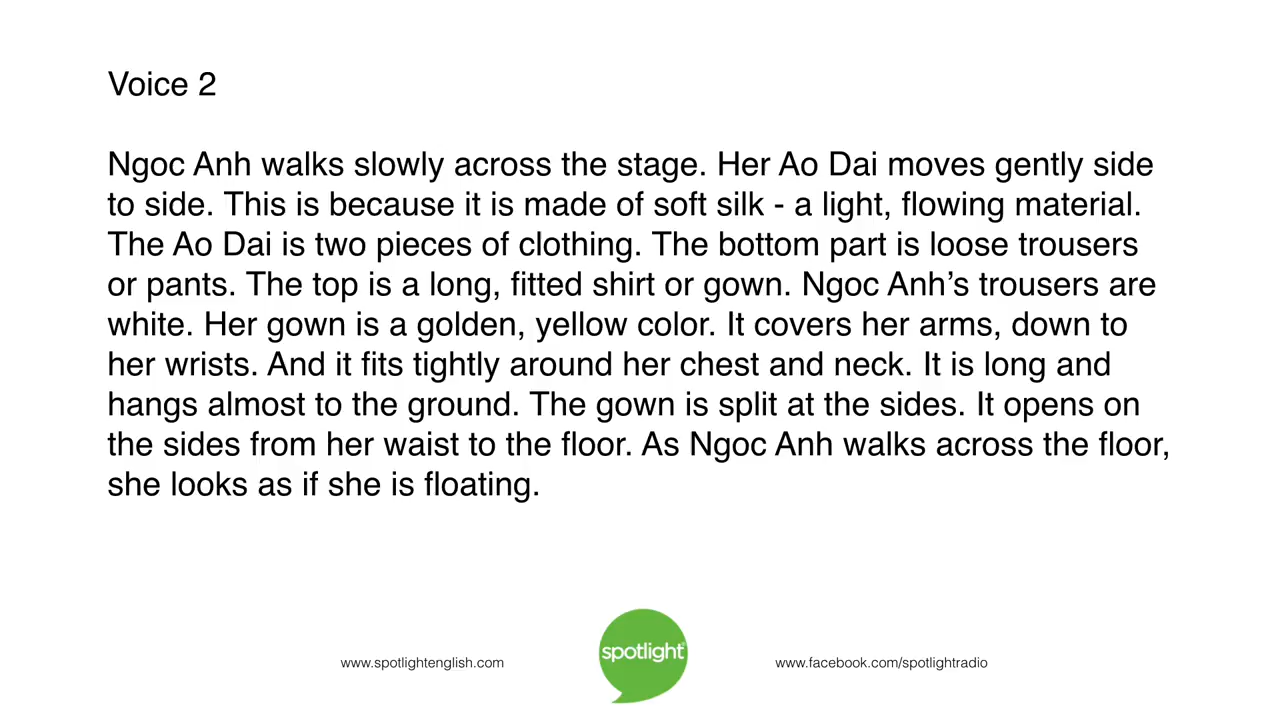 Voice 2
Ngoc Anh walks slowly across the stage. Her Ao Dai moves gently side
to side. This is because it is made of soft silk - a light, flowing material.
The Ao Dai is two pieces of clothing. The bottom part is loose trousers
or pants. The top is a long, fitted shirt or gown. Ngoc Anh’s trousers are
white. Her gown is a golden, yellow color. It covers her arms, down to
her wrists. And it fits tightly around her chest and neck. It is long and
hangs almost to the ground. The gown is split at the sides. It opens on
the sides from her waist to the floor. As Ngoc Anh walks across the floor,
she looks as if she is floating.
www.spotlightenglish.com
spotlight
www.facebook.com/spotlightradio